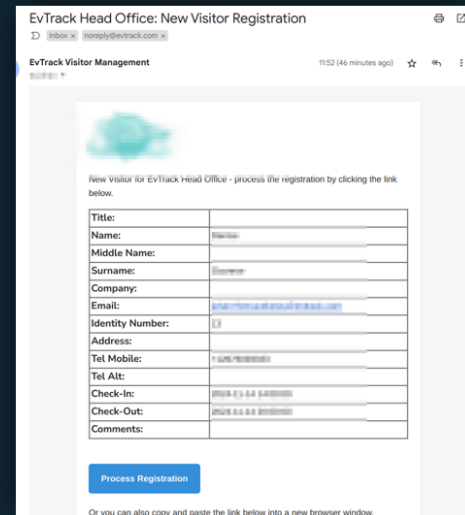 EvTrack Head Office: New Visitor Registration
Inbox x noreply@evtrack.com x
EvTrack Visitor Management
11:52 (46 minutes ago)
New Visitor for EvTrack Head Office - process the registration by clicking the link
below.
Title:
Name:
Middle Name:
Surname:
Company:
Email:
Identity Number:
Address:
Tel Mobile:
Tel Alt:
Check-In:
Check-Out:
Comments:
Process Registration
Or you can also copy and paste the link below into a new browser window.